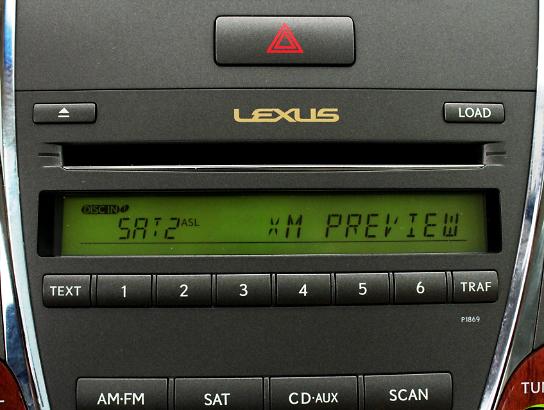 LEXUS LOAD
DISC IN
SAT2 ASL XM PREVIEW
TEXT 1 2 3 4 5 6 TRAF
P1869
AM·FM SAT CD·AUX SCAN